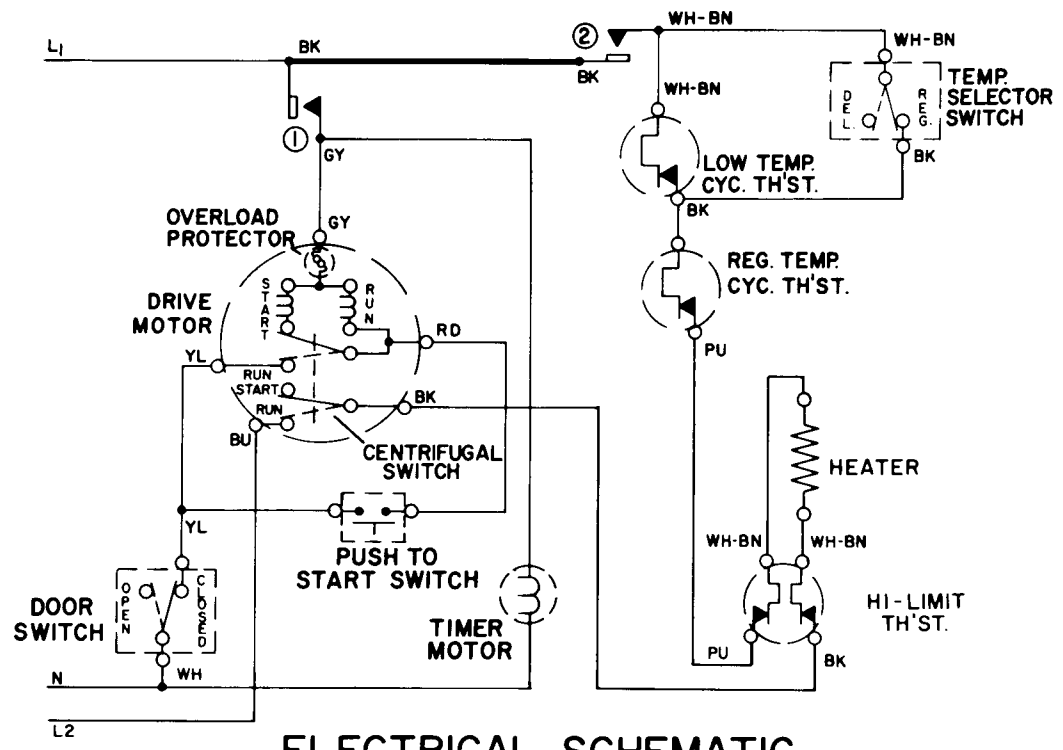 L1
BK
②
BK
WH-BN
WH-BN
WH-BN
TEMP.
SELECTOR
SWITCH
DEL.
REG.
BK
①
GY
LOW TEMP.
CYC. TH'ST.
BK
GY
OVERLOAD
PROTECTOR
REG. TEMP.
CYC. TH'ST.
START
RUN
DRIVE
MOTOR
RD
PU
YL
RUN
START
RUN
BK
BU
CENTRIFUGAL
SWITCH
HEATER
YL
PUSH TO
START SWITCH
WH-BN
WH-BN
DOOR
SWITCH
OPEN
CLOSED
TIMER
MOTOR
HI-LIMIT
TH'ST.
WH
PU
BK
N
L2
ELECTRICAL SCHEMATIC